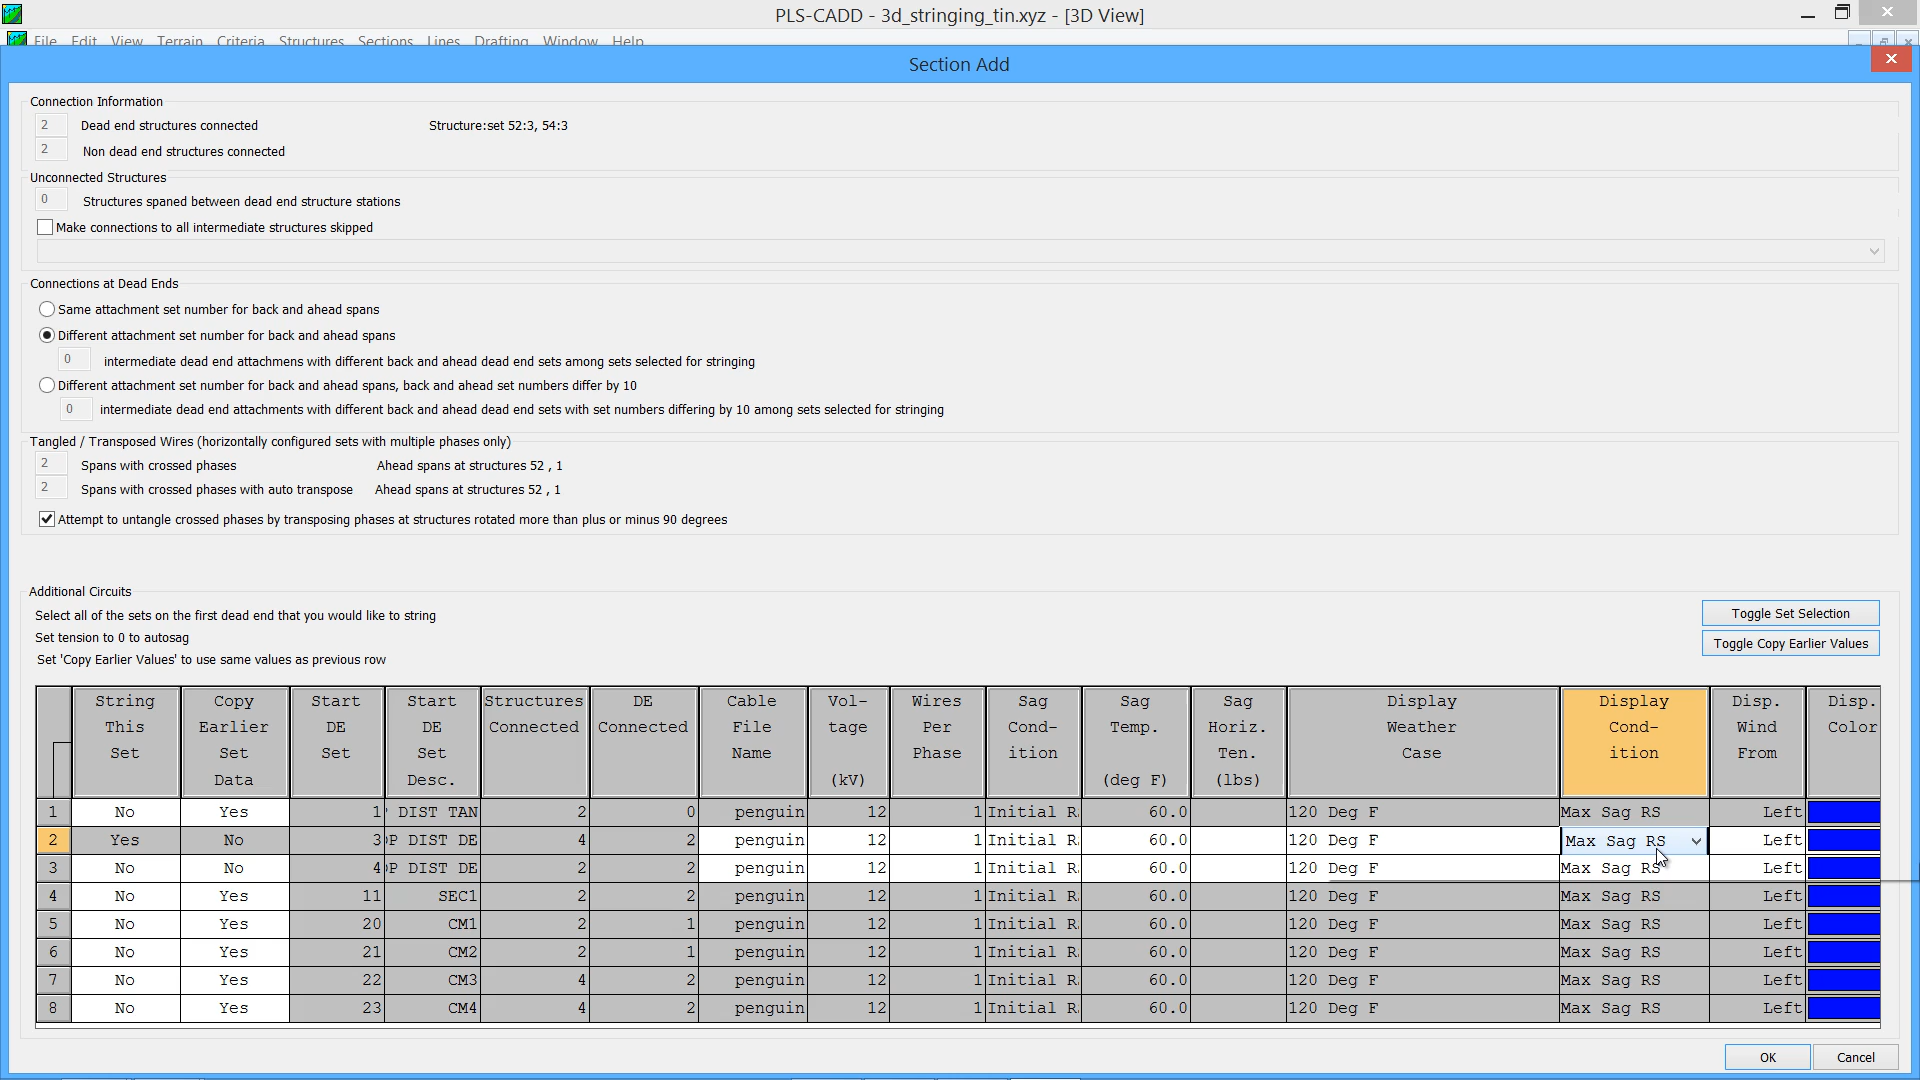 PLS-CADD - 3d_stringing_tin.xyz - [3D View]
File Edit View Terrain Criteria Structures Sections Lines Drafting Window Help
Section Add
Connection Information
2 Dead end structures connected Structure:set 52:3, 54:3
2 Non dead end structures connected
Unconnected Structures
0 Structures spaned between dead end structure stations
Make connections to all intermediate structures skipped
Connections at Dead Ends
Same attachment set number for back and ahead spans
Different attachment set number for back and ahead spans
0 intermediate dead end attachmens with different back and ahead dead end sets among sets selected for stringing
Different attachment set number for back and ahead spans, back and ahead set numbers differ by 10
0 intermediate dead end attachments with different back and ahead dead end sets with set numbers differing by 10 among sets selected for stringing
Tangled / Transposed Wires (horizontally configured sets with multiple phases only)
2 Spans with crossed phases Ahead spans at structures 52 , 1
2 Spans with crossed phases with auto transpose Ahead spans at structures 52 , 1
Attempt to untangle crossed phases by transposing phases at structures rotated more than plus or minus 90 degrees
Additional Circuits
Select all of the sets on the first dead end that you would like to string
Toggle Set Selection
Set tension to 0 to autosag
Toggle Copy Earlier Values
Set 'Copy Earlier Values' to use same values as previous row
String Copy Start Start Structures DE Cable Vol- Wires Sag Sag Sag Display Display Disp. Disp.
This Earlier DE DE Connected Connected File tage Per Cond- Temp. Horiz. Weather Cond- Wind Color
Set Set Set Set Name Phase ition Ten. Case ition From
Data Desc. (kV) (deg F) (lbs)
1 No Yes 1 DIST TAN 2 0 penguin 12 1 Initial R 60.0 120 Deg F Max Sag RS Left
2 Yes No 3 P DIST DE 4 2 penguin 12 1 Initial R 60.0 120 Deg F Max Sag RS Left
3 No No 4 P DIST DE 2 2 penguin 12 1 Initial R 60.0 120 Deg F Max Sag RS Left
4 No Yes 11 SEC1 2 2 penguin 12 1 Initial R 60.0 120 Deg F Max Sag RS Left
5 No Yes 20 CM1 2 1 penguin 12 1 Initial R 60.0 120 Deg F Max Sag RS Left
6 No Yes 21 CM2 2 1 penguin 12 1 Initial R 60.0 120 Deg F Max Sag RS Left
7 No Yes 22 CM3 4 2 penguin 12 1 Initial R 60.0 120 Deg F Max Sag RS Left
8 No Yes 23 CM4 4 2 penguin 12 1 Initial R 60.0 120 Deg F Max Sag RS Left
OK Cancel